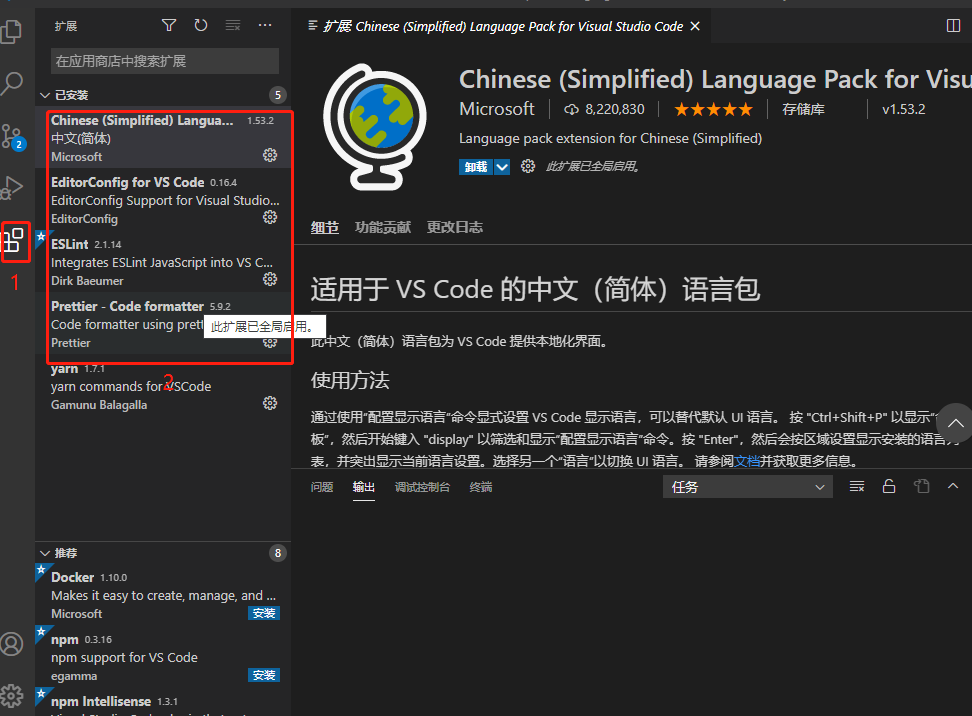 扩展
扩展: Chinese (Simplified) Language Pack for Visual Studio Code
在应用商店中搜索扩展
已安装
5
Chinese (Simplified) Langua... 1.53.2
中文(简体)
Microsoft
EditorConfig for VS Code 0.16.4
EditorConfig Support for Visual Studio...
EditorConfig
ESLint 2.1.14
Integrates ESLint JavaScript into VS C...
Dirk Baeumer
Prettier - Code formatter 5.9.2
Code formatter using prett
此扩展已全局启用。
Prettier
yarn 1.7.1
yarn commands for VSCode
Gamunu Balagalla
2
1
2
推荐
8
Docker 1.10.0
Makes it easy to create, manage, and ...
Microsoft
安装
npm 0.3.16
npm support for VS Code
egamma
安装
npm Intellisense 1.3.1
Chinese (Simplified) Language Pack for Visu
Microsoft
8,220,830
存储库
v1.53.2
Language pack extension for Chinese (Simplified)
卸载
此扩展已全局启用。
细节 功能贡献 更改日志
适用于 VS Code 的中文（简体）语言包
此中文（简体）语言包为 VS Code 提供本地化界面。
使用方法
通过使用“配置显示语言”命令显式设置 VS Code 显示语言，可以替代默认 UI 语言。 按 "Ctrl+Shift+P" 以显示“
板”，然后开始键入 "display" 以筛选和显示“配置显示语言”命令。按 "Enter"，然后会按区域设置显示安装的语言
表，并突出显示当前语言设置。选择另一个“语言”以切换 UI 语言。 请参阅文档并获取更多信息。
问题 输出 调试控制台 终端
任务